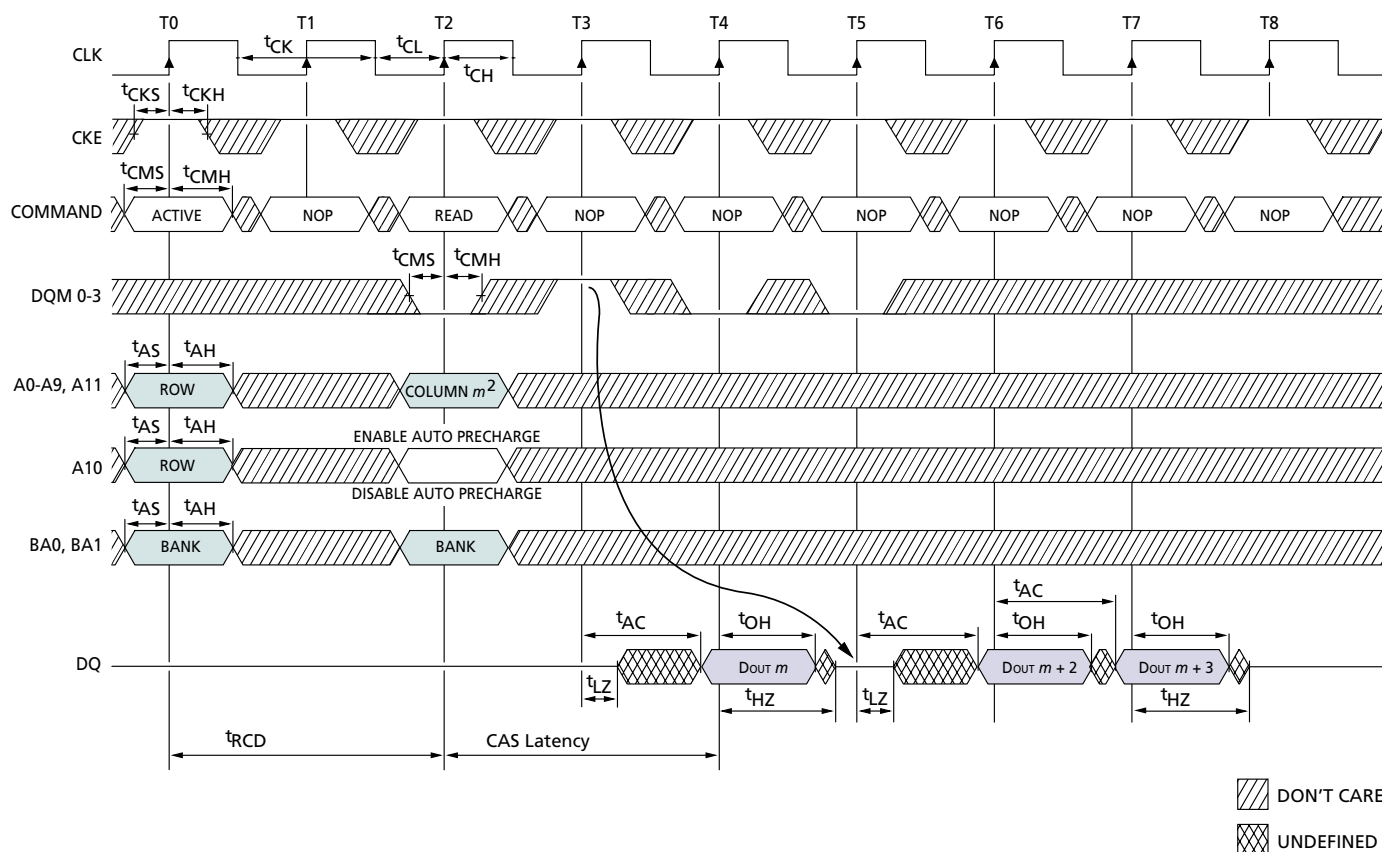 T0 T1 T2 T3 T4 T5 T6 T7 T8
CLK tCK tCL
tCH
tCKS tCKH
CKE
tCMS tCMH
COMMAND ACTIVE NOP READ NOP NOP NOP NOP NOP NOP
tCMS tCMH
DQM 0-3
tAS tAH
A0-A9, A11 ROW COLUMN m2
tAS tAH ENABLE AUTO PRECHARGE
A10 ROW
DISABLE AUTO PRECHARGE
tAS tAH
BA0, BA1 BANK BANK
tAC
tAC tOH tAC tOH tOH
DQ DOUT m DOUT m + 2 DOUT m + 3
tLZ tHZ tLZ tHZ
tRCD CAS Latency
DON'T CARE
UNDEFINED